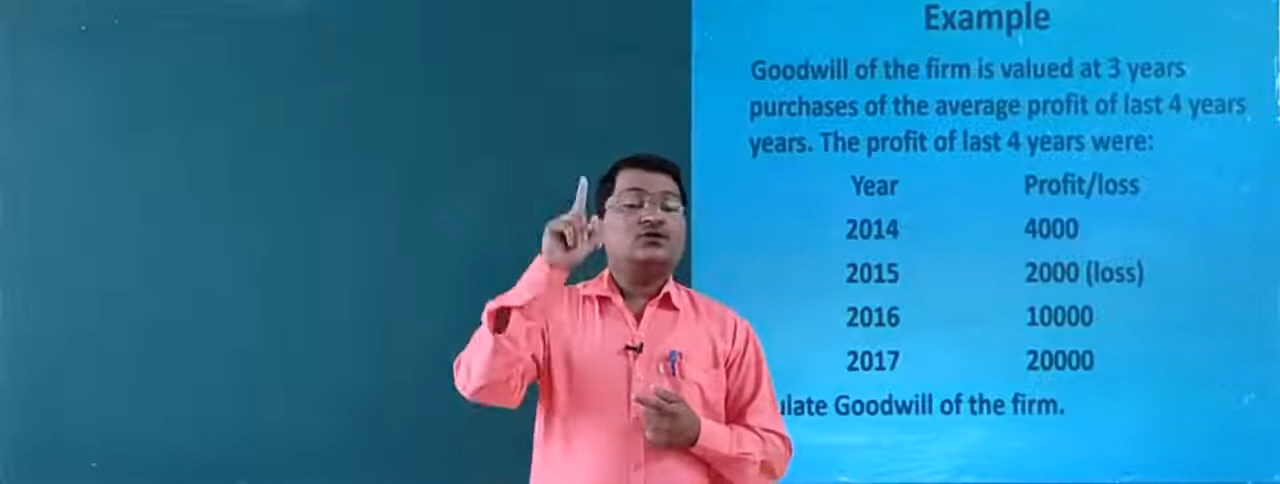 Example
Goodwill of the firm is valued at 3 years
purchases of the average profit of last 4 years
years. The profit of last 4 years were:
Year Profit/loss
2014 4000
2015 2000 (loss)
2016 10000
2017 20000
Goodwill of the firm.